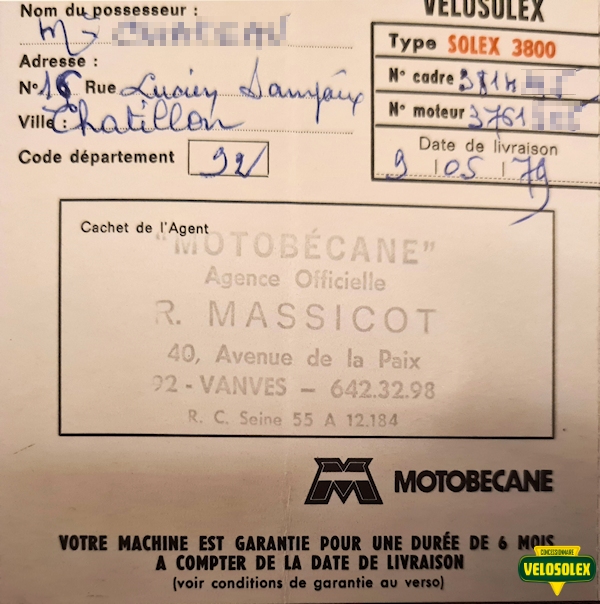 Nom du possesseur :
VELOSOLEX
Type SOLEX 3800
Adresse :
N° 16 Rue Lucien
N° cadre 3814
Ville : Chatillon
N° moteur 3761
Code département 92
Date de livraison
9 05 79
Cachet de l'Agent
"MOTOBÉCANE"
Agence Officielle
R. MASSICOT
40, Avenue de la Paix
92 - VANVES – 642.32.98
R. C. Seine 55 A 12.184
MOTOBECANE
VOTRE MACHINE EST GARANTIE POUR UNE DURÉE DE 6 MOIS
A COMPTER DE LA DATE DE LIVRAISON
(voir conditions de garantie au verso)
CONCESSIONNAIRE
VELOSOLEX